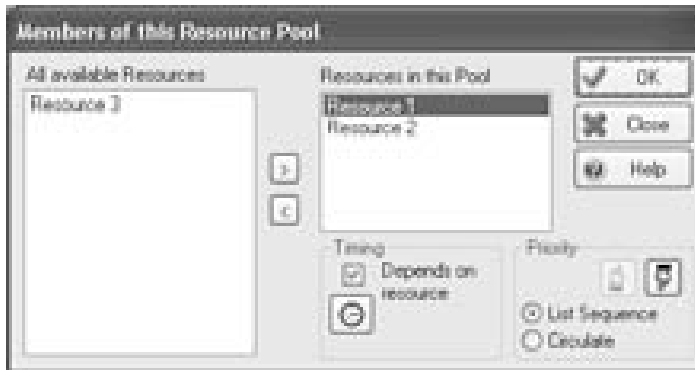 Members of this Resource Pool
All available Resources
Resource 3
>
<
Resources in this Pool
Resource 1
Resource 2
OK
Close
Help
Timing
Depends on
resource
Priority
List Sequence
Circulate